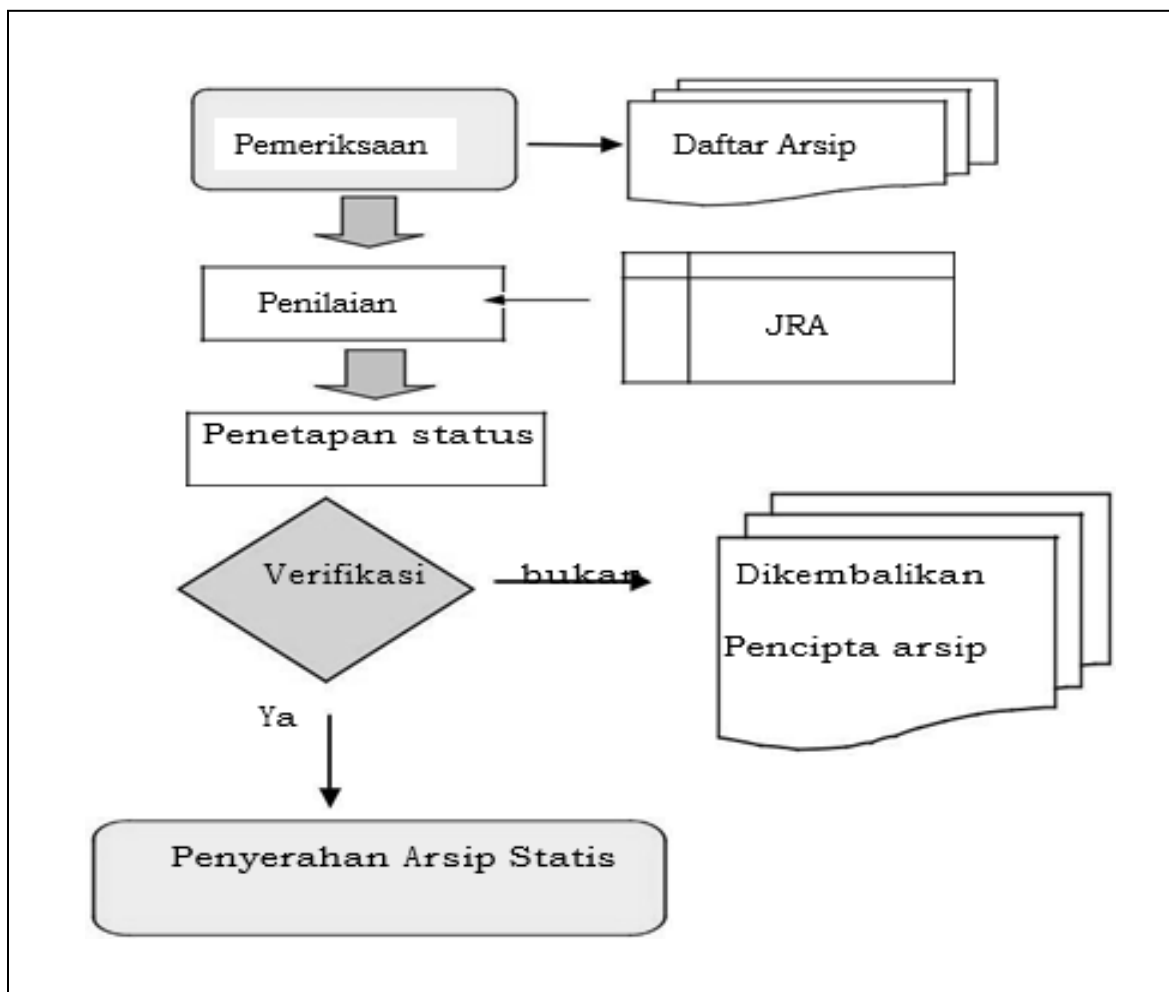 Pemeriksaan
Daftar Arsip
Penilaian
JRA
Penetapan status
Verifikasi
bukan
Dikembalikan
Pencipta arsip
Ya
Penyerahan Arsip Statis